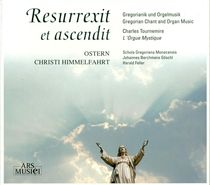 Resurrexit
et ascendit
OSTERN
CHRISTI HIMMELFAHRT
Gregorianik und Orgelmusik
Gregorian Chant and Organ Music
Charles Tournemire
L´Orgue Mystique
Schola Gregoriana Monacensis
Johannes Berchmans Göschl
Harald Feller
ARS
MUSICI